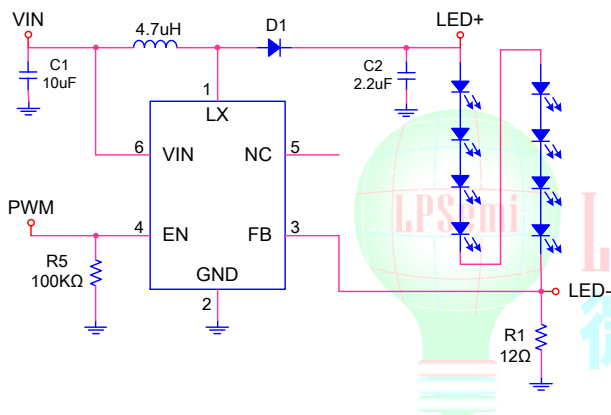 VIN
4.7uH
D1
LED+
C1
10uF
C2
2.2uF
1
LX
6
VIN
NC
5
PWM
4
EN
FB
3
LPSemi
R5
100KΩ
GND
2
LED-
R1
12Ω
L